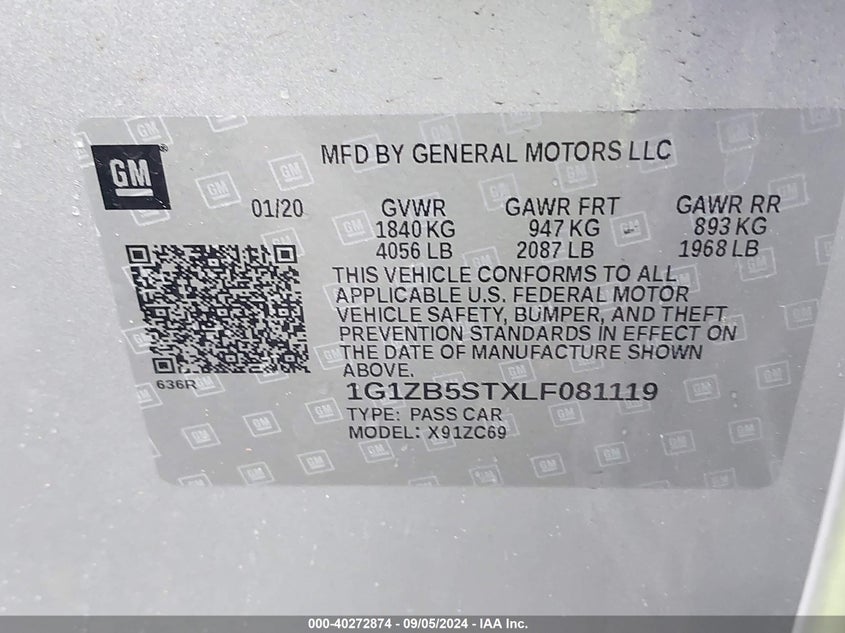 GM
MFD BY GENERAL MOTORS LLC
01/20 GVWR GAWR FRT GAWR RR
1840 KG 947 KG 893 KG
4056 LB 2087 LB 1968 LB
THIS VEHICLE CONFORMS TO ALL
APPLICABLE U.S. FEDERAL MOTOR
VEHICLE SAFETY, BUMPER, AND THEFT
PREVENTION STANDARDS IN EFFECT ON
THE DATE OF MANUFACTURE SHOWN
ABOVE.
636R
1G1ZB5STXLF081119
TYPE: PASS CAR
MODEL: X91ZC69
000-40272874 - 09/05/2024 - IAA Inc.